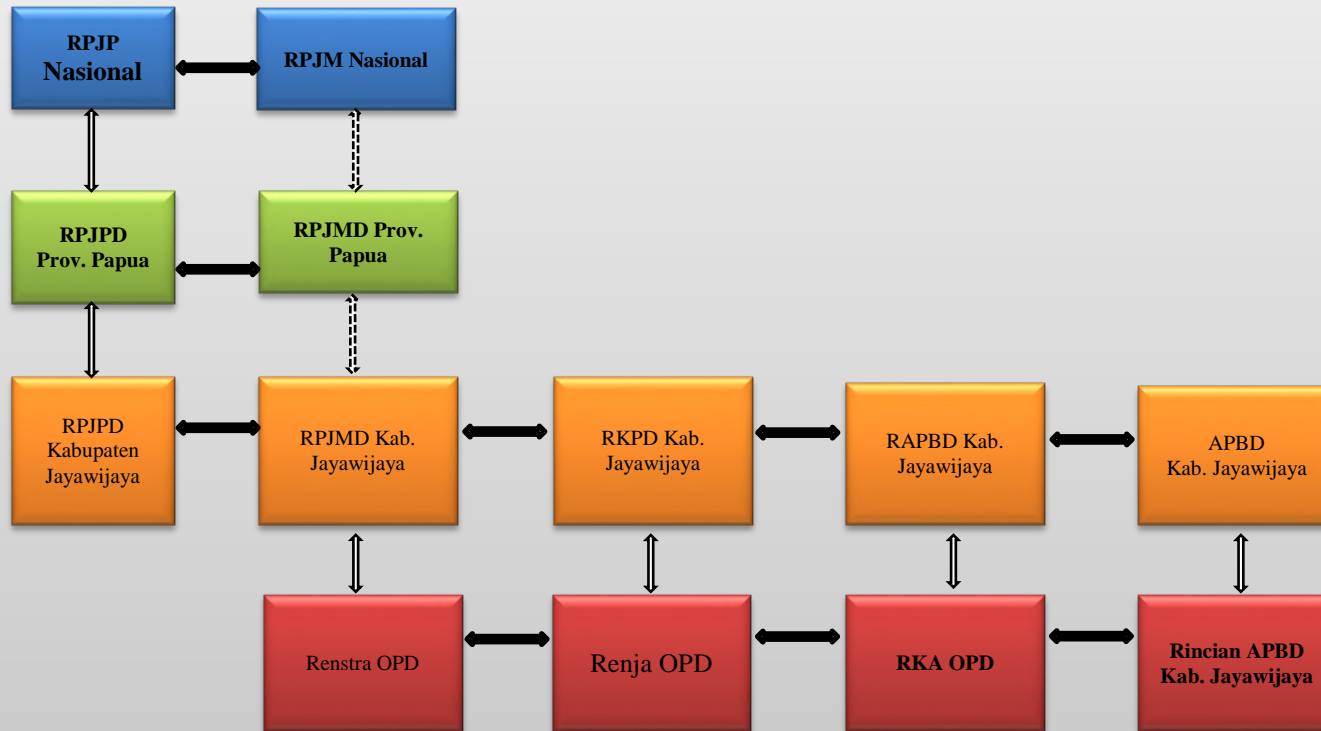 RPJP
Nasional
RPJM Nasional
RPJPD
Prov. Papua
RPJMD Prov.
Papua
RPJPD
Kabupaten
Jayawijaya
RPJMD Kab.
Jayawijaya
RKPD Kab.
Jayawijaya
RAPBD Kab.
Jayawijaya
APBD
Kab. Jayawijaya
Renstra OPD
Renja OPD
RKA OPD
Rincian APBD
Kab. Jayawijaya